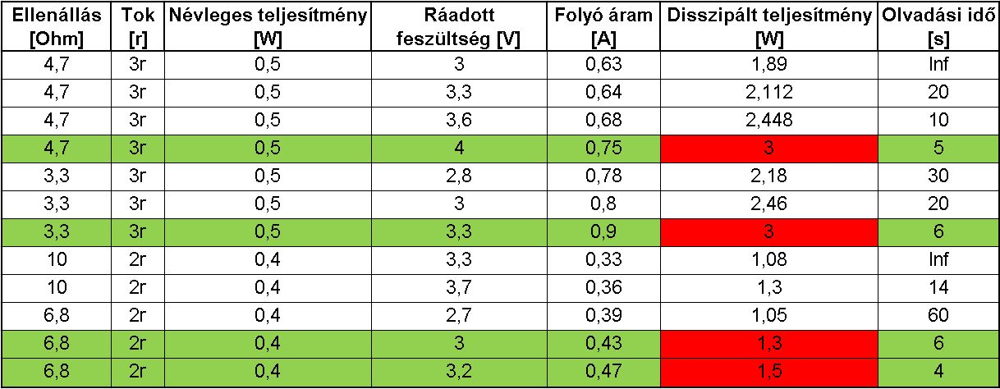 Ellenállás [Ohm] Tok [r] Névleges teljesítmény [W] Ráadott feszültség [V] Folyó áram [A] Disszipált teljesítmény [W] Olvadási idő [s]
4,7 3r 0,5 3 0,63 1,89 Inf
4,7 3r 0,5 3,3 0,64 2,112 20
4,7 3r 0,5 3,6 0,68 2,448 10
4,7 3r 0,5 4 0,75 3 5
3,3 3r 0,5 2,8 0,78 2,18 30
3,3 3r 0,5 3 0,8 2,46 20
3,3 3r 0,5 3,3 0,9 3 6
10 2r 0,4 3,3 0,33 1,08 Inf
10 2r 0,4 3,7 0,36 1,3 14
6,8 2r 0,4 2,7 0,39 1,05 60
6,8 2r 0,4 3 0,43 1,3 6
6,8 2r 0,4 3,2 0,47 1,5 4